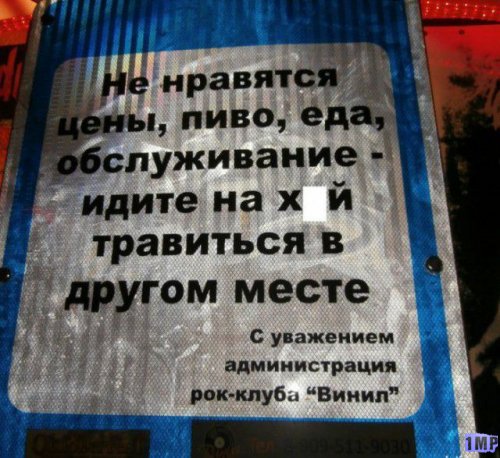 Не нравятся
цены, пиво, еда,
обслуживание -
идите на х й
травиться в
другом месте
С уважением
администрация
рок-клуба "Винил"
1MP